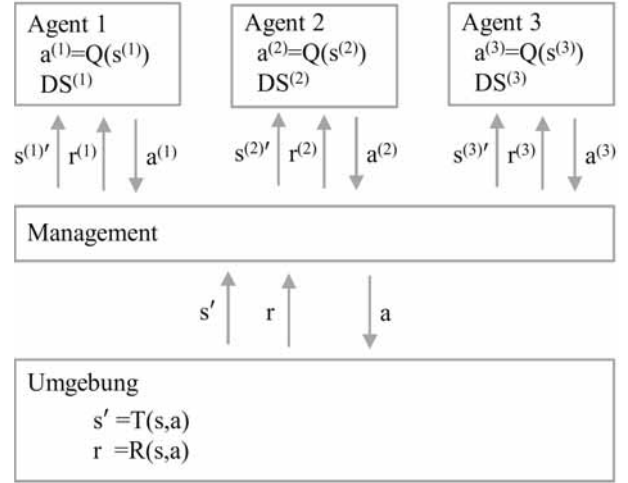 Agent 1
a⁽¹⁾=Q(s⁽¹⁾)
DS⁽¹⁾
Agent 2
a⁽²⁾=Q(s⁽²⁾)
DS⁽²⁾
Agent 3
a⁽³⁾=Q(s⁽³⁾)
DS⁽³⁾
s⁽¹⁾′ r⁽¹⁾ a⁽¹⁾
s⁽²⁾′ r⁽²⁾ a⁽²⁾
s⁽³⁾′ r⁽³⁾ a⁽³⁾
Management
s′ r a
Umgebung
s′ =T(s,a)
r =R(s,a)